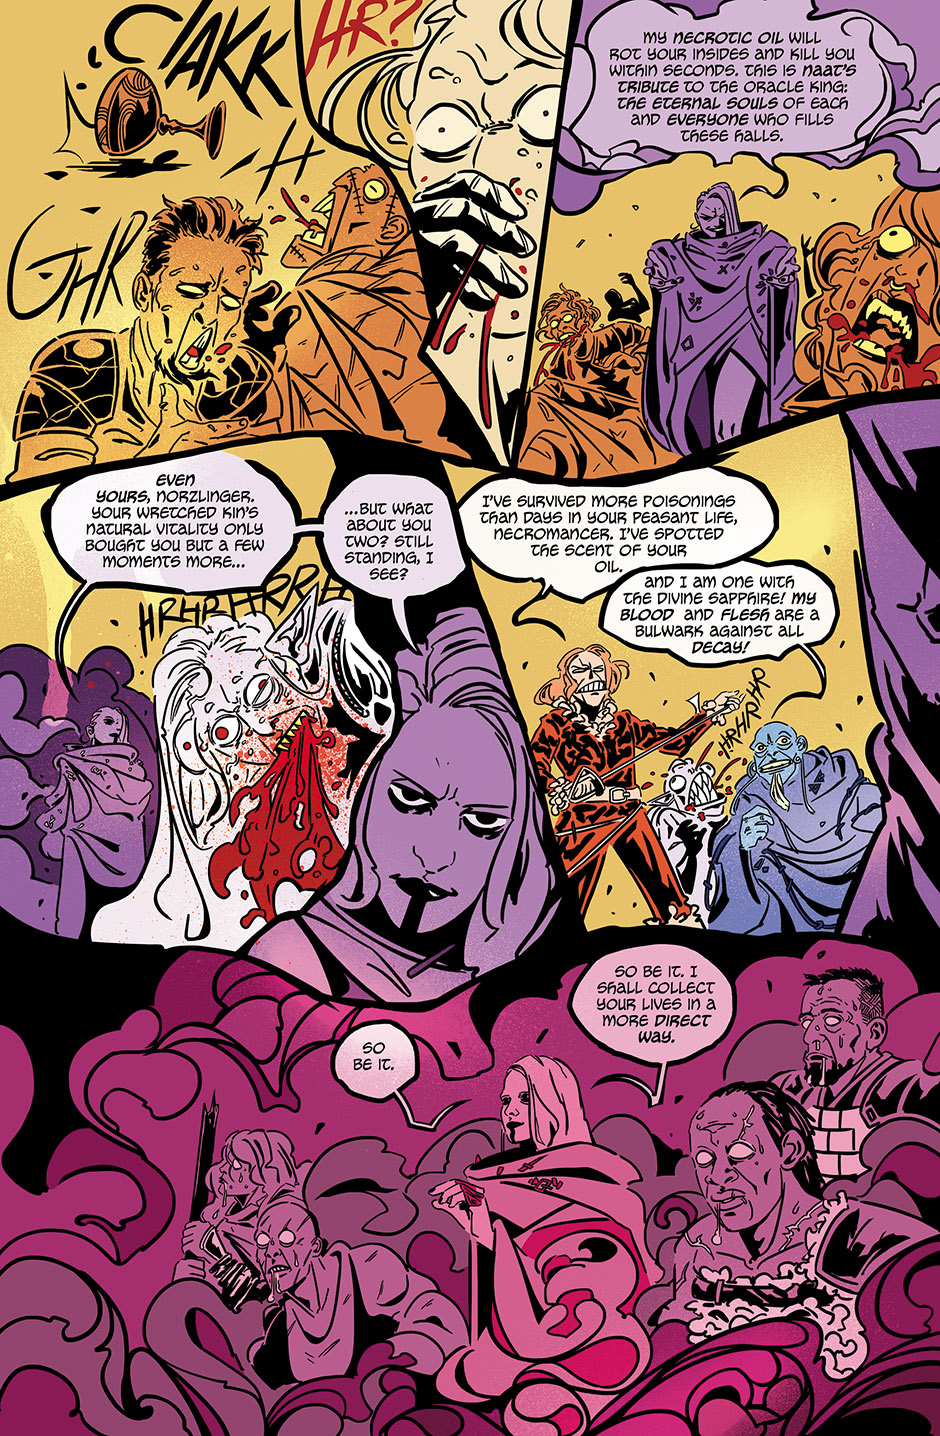 CLAKK
GHR
H
HR?
MY NECROTIC OIL WILL
ROT YOUR INSIDES AND KILL YOU
WITHIN SECONDS. THIS IS NAAT'S
TRIBUTE TO THE ORACLE KING:
THE ETERNAL SOULS OF EACH
AND EVERYONE WHO FILLS
THESE HALLS.
EVEN
YOURS, NORZLINGER.
YOUR WRETCHED KIN'S
NATURAL VITALITY ONLY
BOUGHT YOU BUT A FEW
MOMENTS MORE...
HRHRHRRRH
...BUT WHAT
ABOUT YOU
TWO? STILL
STANDING, I
SEE?
I'VE SURVIVED MORE POISONINGS
THAN DAYS IN YOUR PEASANT LIFE,
NECROMANCER. I'VE SPOTTED
THE SCENT OF YOUR
OIL.
AND I AM ONE WITH
THE DIVINE SAPPHIRE! MY
BLOOD AND FLESH ARE A
BULWARK AGAINST ALL
DECAY!
HRHRHRHR
SO
BE IT.
SO BE IT. I
SHALL COLLECT
YOUR LIVES IN A
MORE DIRECT
WAY.